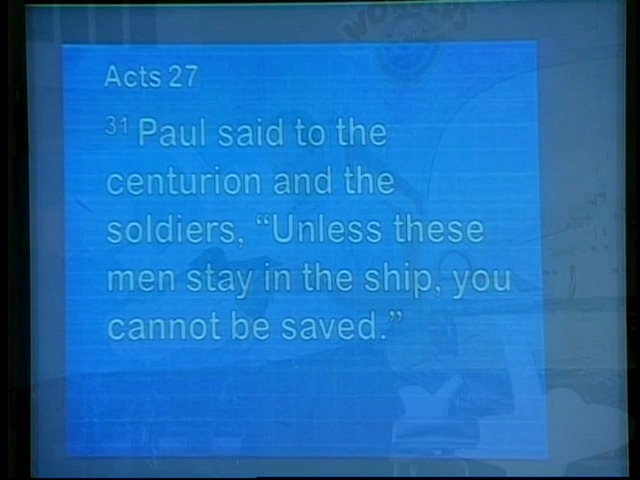 Acts 27
31 Paul said to the
centurion and the
soldiers, “Unless these
men stay in the ship, you
cannot be saved.”